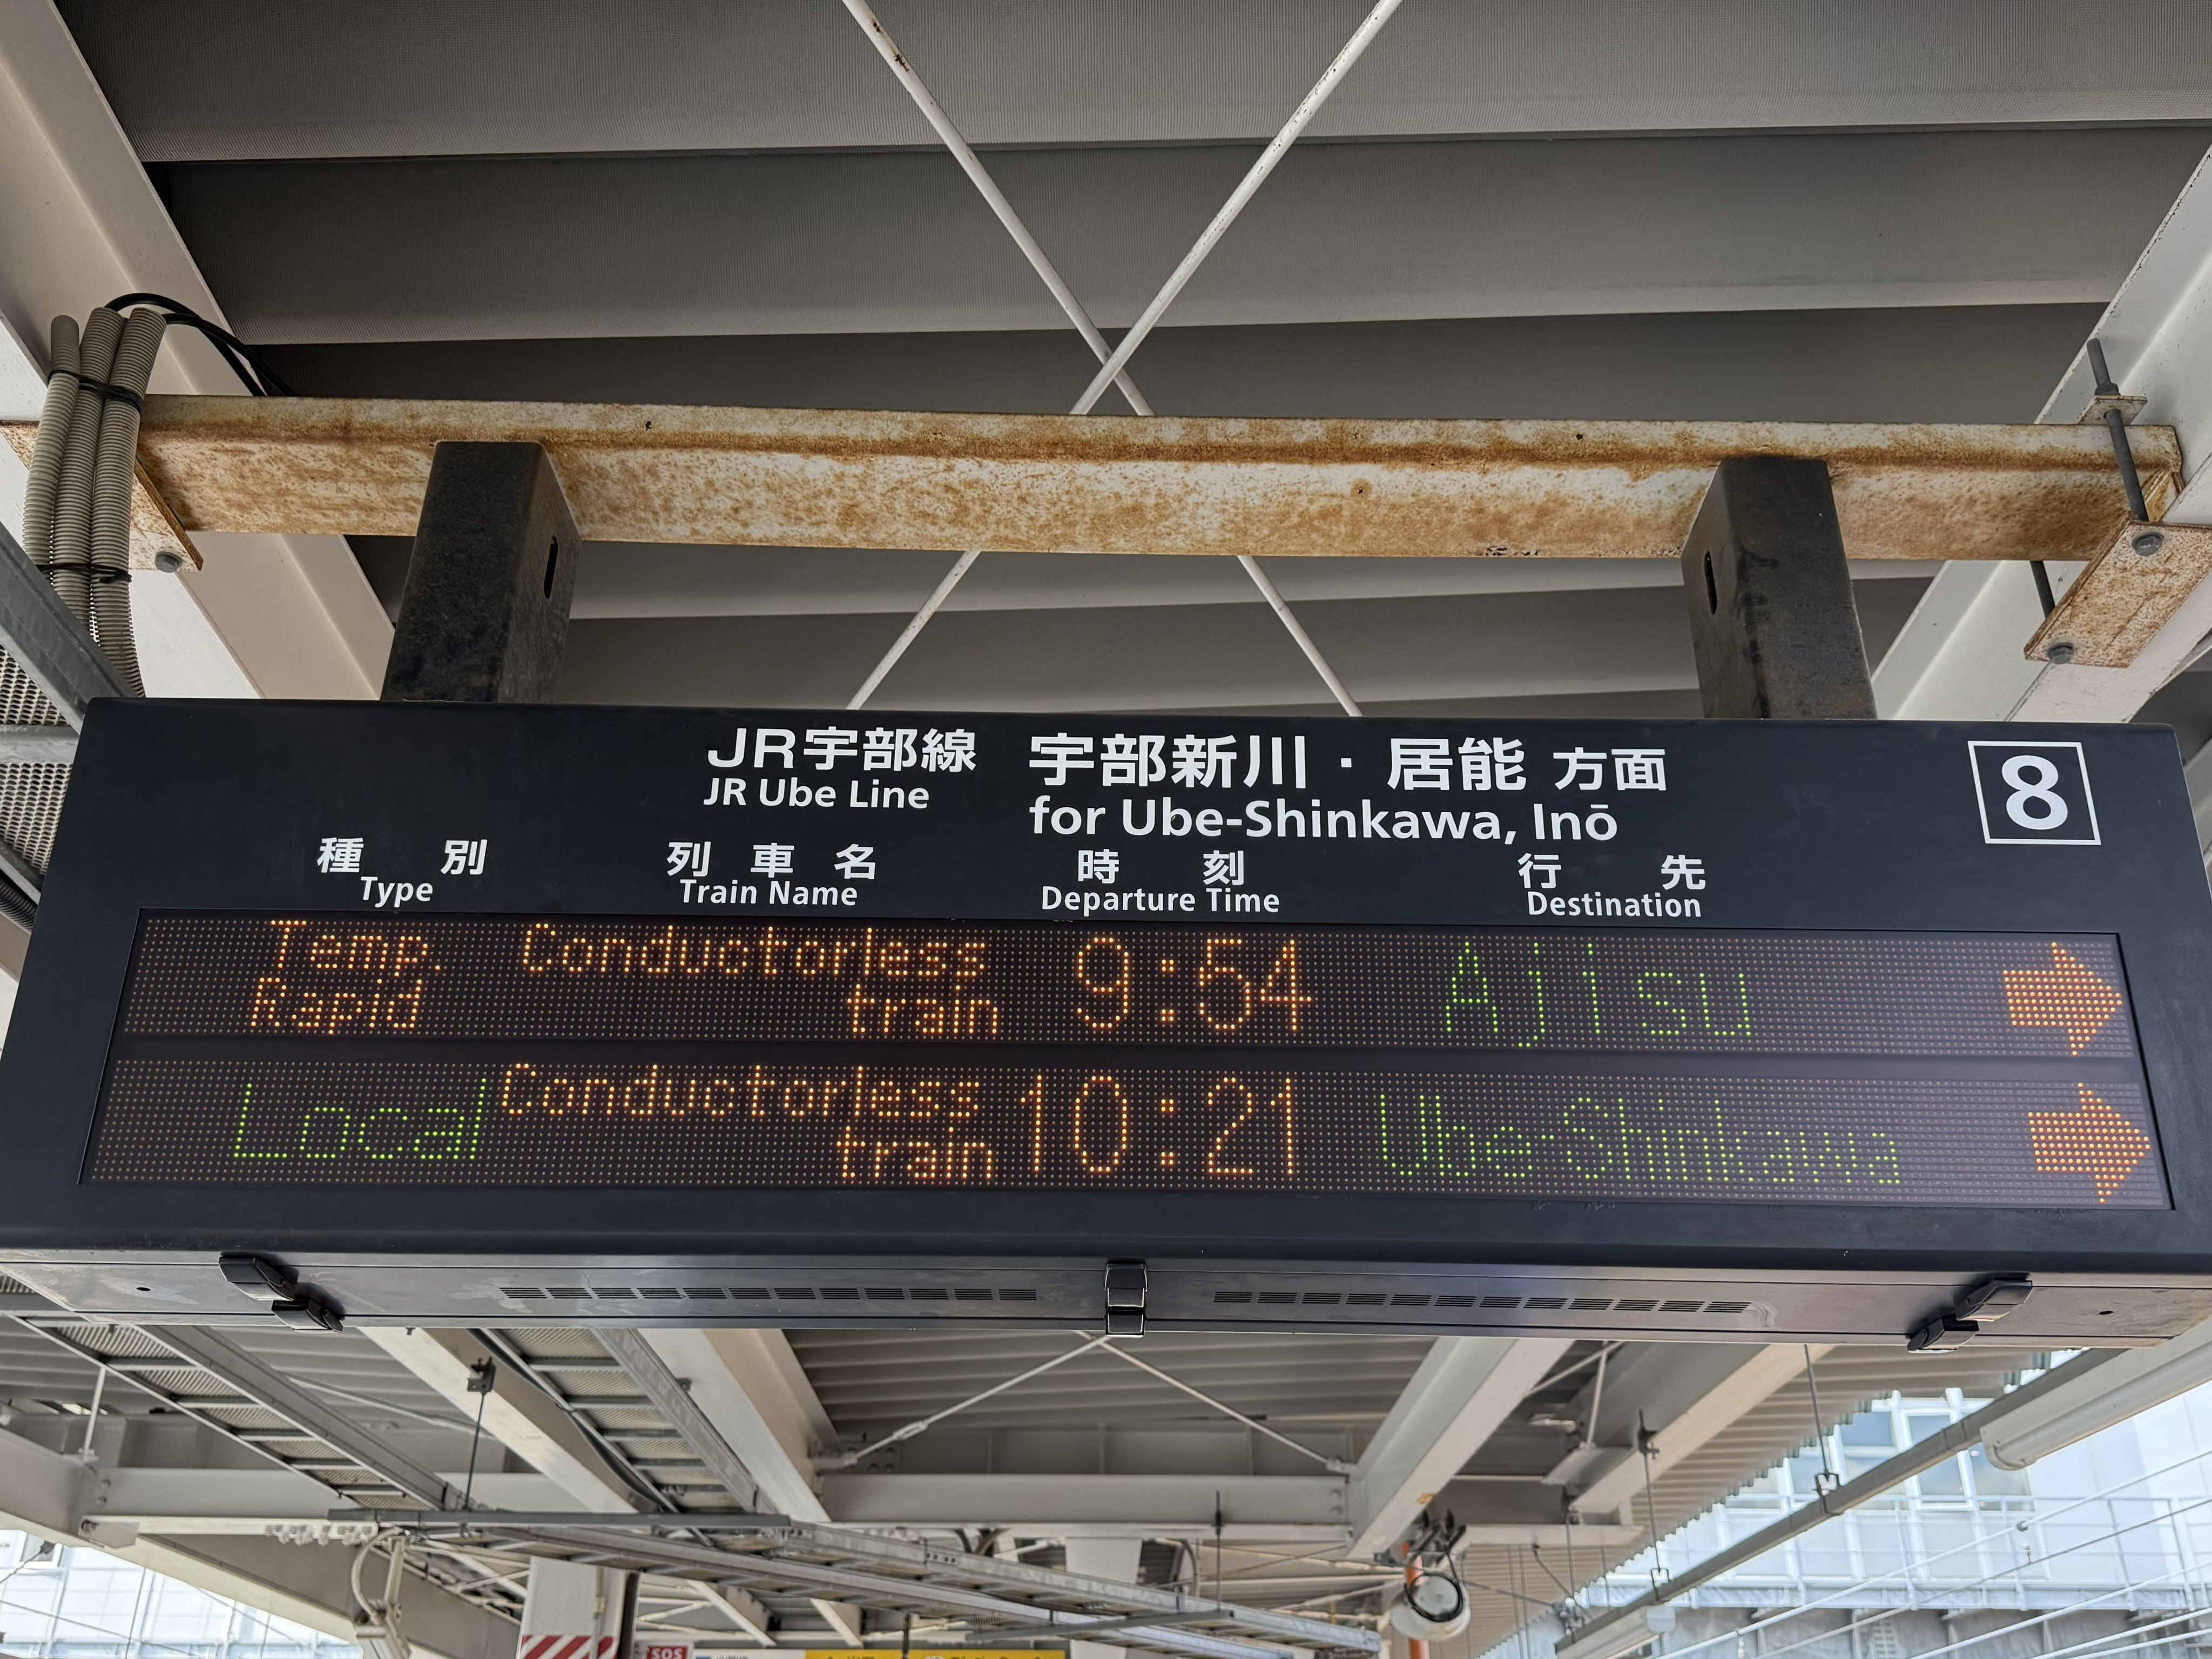 JR宇部線 宇部新川・居能 方面 8
JR Ube Line for Ube-Shinkawa, Inō
種別 列車名 時刻 行先
Type Train Name Departure Time Destination
Temp. Rapid Conductorless train 9:54 Ajisu
Local Conductorless train 10:21 Ube-Shinkawa
SOS